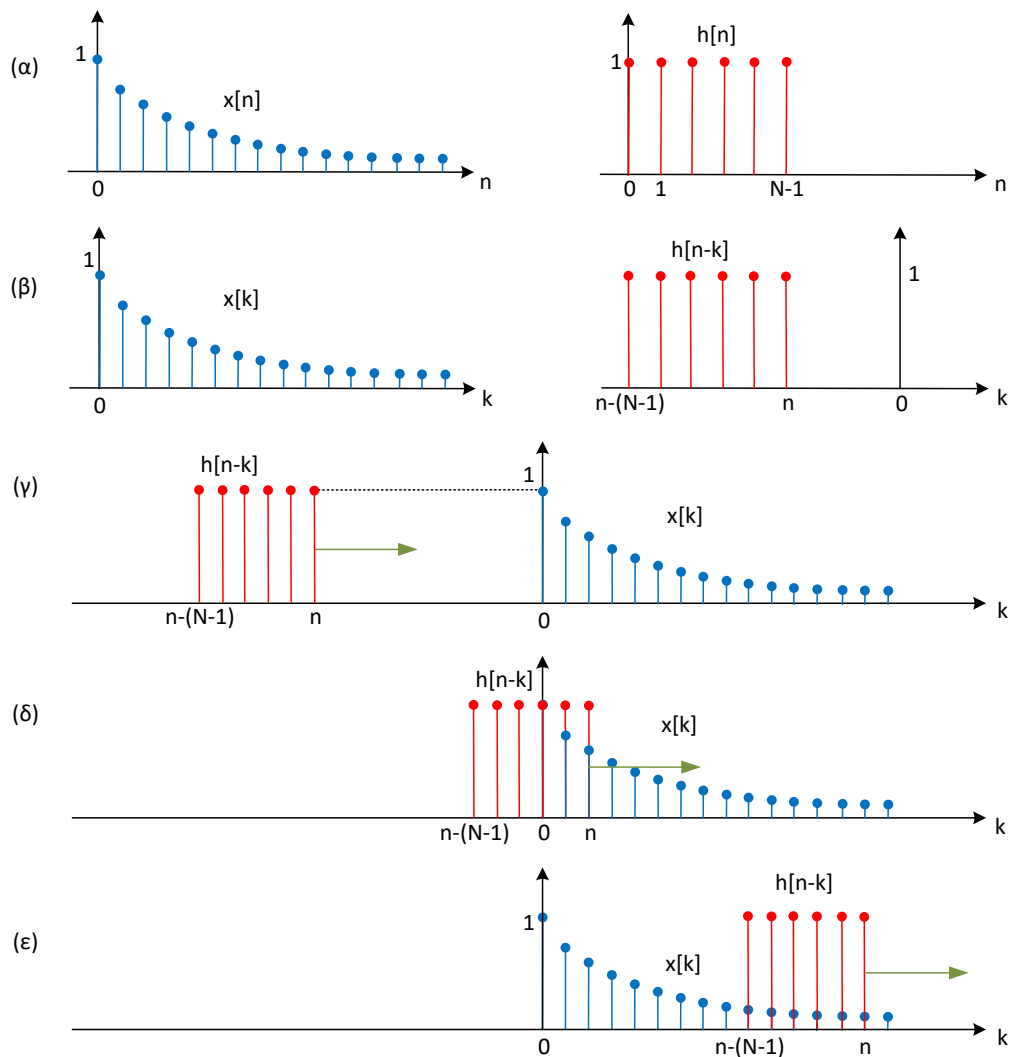 (α)
1
x[n]
0
n
h[n]
1
0 1 N-1
n
(β)
1
x[k]
0
k
h[n-k]
1
n-(N-1) n 0
k
(γ)
h[n-k]
1
x[k]
n-(N-1) n 0
k
(δ)
h[n-k]
x[k]
n-(N-1) 0 n
k
(ε)
h[n-k]
1
x[k]
0 n-(N-1) n
k